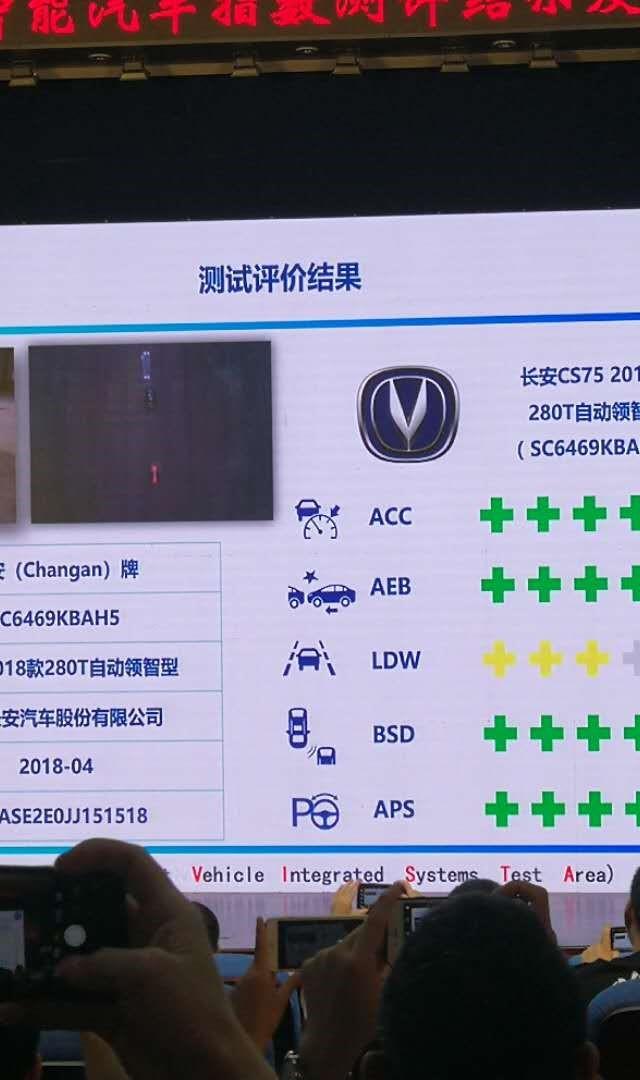 智能汽车指数测评结果及
测试评价结果
长安CS75 201
280T自动领智
( SC6469KBA
ACC
AEB
LDW
BSD
APS
安（Changan）牌
C6469KBAH5
018款280T自动领智型
安汽车股份有限公司
2018-04
ASE2E0JJ151518
Vehicle Integrated Systems Test Area)